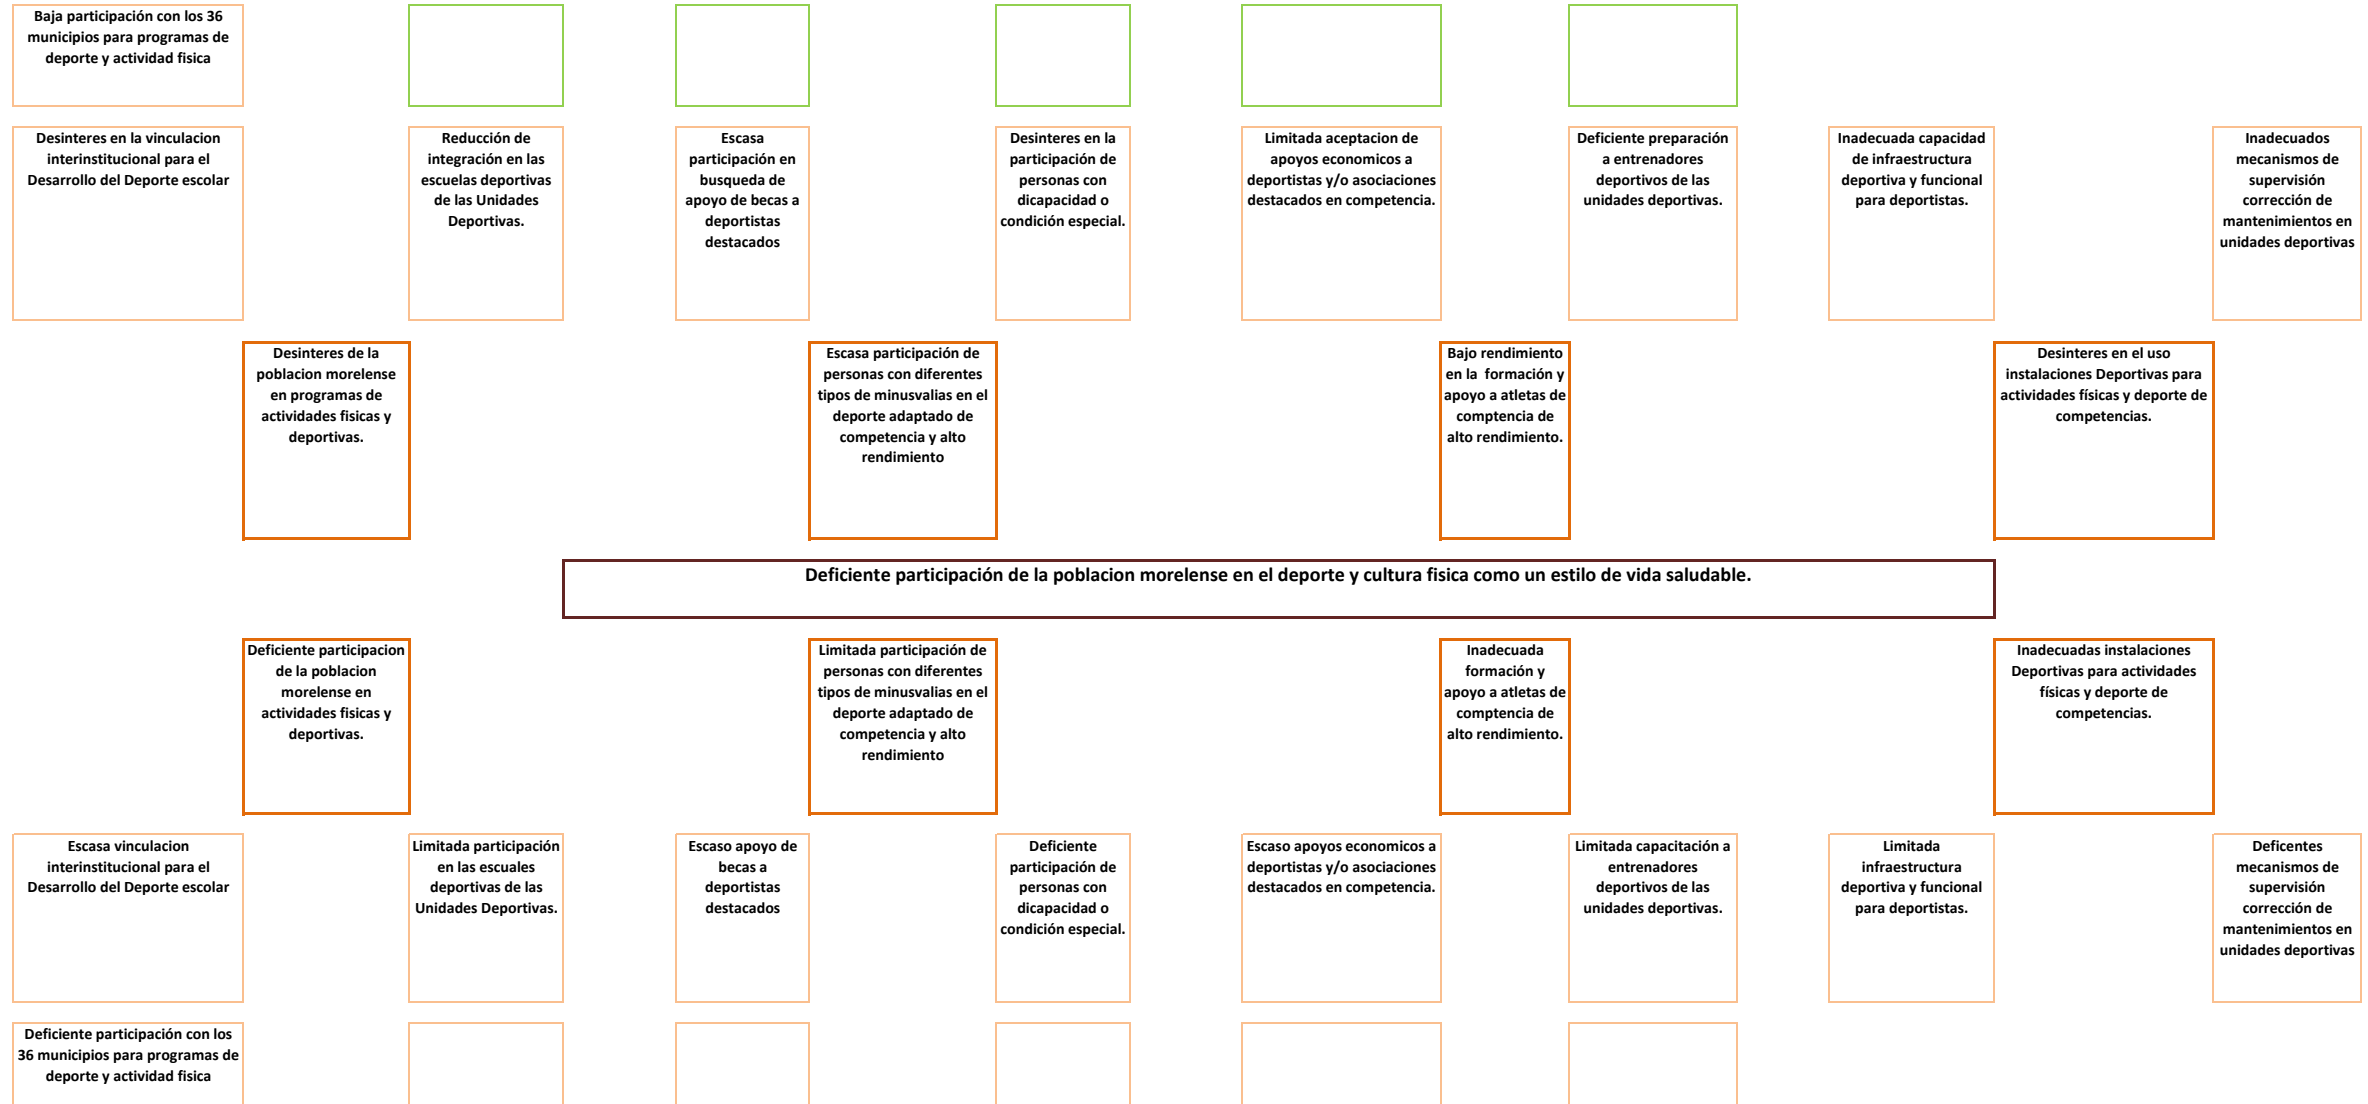 Baja participación con los 36
municipios para programas de
deporte y actividad fisica
Desinteres en la vinculacion
interinstitucional para el
Desarrollo del Deporte escolar
Reducción de
integración en las
escuelas deportivas
de las Unidades
Deportivas.
Escasa
participación en
busqueda de
apoyo de becas a
deportistas
destacados
Desinteres en la
participación de
personas con
dicapacidad o
condición especial.
Limitada aceptacion de
apoyos economicos a
deportistas y/o asociaciones
destacados en competencia.
Deficiente preparación
a entrenadores
deportivos de las
unidades deportivas.
Inadecuada capacidad
de infraestructura
deportiva y funcional
para deportistas.
Inadecuados
mecanismos de
supervisión
corrección de
mantenimientos en
unidades deportivas
Desinteres de la
poblacion morelense
en programas de
actividades fisicas y
deportivas.
Escasa participación de
personas con diferentes
tipos de minusvalias en el
deporte adaptado de
competencia y alto
rendimiento
Bajo rendimiento
en la  formación y
apoyo a atletas de
comptencia de
alto rendimiento.
Desinteres en el uso
instalaciones Deportivas para
actividades físicas y deporte de
competencias.
Deficiente participación de la poblacion morelense en el deporte y cultura fisica como un estilo de vida saludable.
Deficiente participacion
de la poblacion
morelense en
actividades fisicas y
deportivas.
Limitada participación de
personas con diferentes
tipos de minusvalias en el
deporte adaptado de
competencia y alto
rendimiento
Inadecuada
formación y
apoyo a atletas de
comptencia de
alto rendimiento.
Inadecuadas instalaciones
Deportivas para actividades
físicas y deporte de
competencias.
Escasa vinculacion
interinstitucional para el
Desarrollo del Deporte escolar
Limitada participación
en las escuales
deportivas de las
Unidades Deportivas.
Escaso apoyo de
becas a
deportistas
destacados
Deficiente
participación de
personas con
dicapacidad o
condición especial.
Escaso apoyos economicos a
deportistas y/o asociaciones
destacados en competencia.
Limitada capacitación a
entrenadores
deportivos de las
unidades deportivas.
Limitada
infraestructura
deportiva y funcional
para deportistas.
Deficentes
mecanismos de
supervisión
corrección de
mantenimientos en
unidades deportivas
Deficiente participación con los
36 municipios para programas de
deporte y actividad fisica